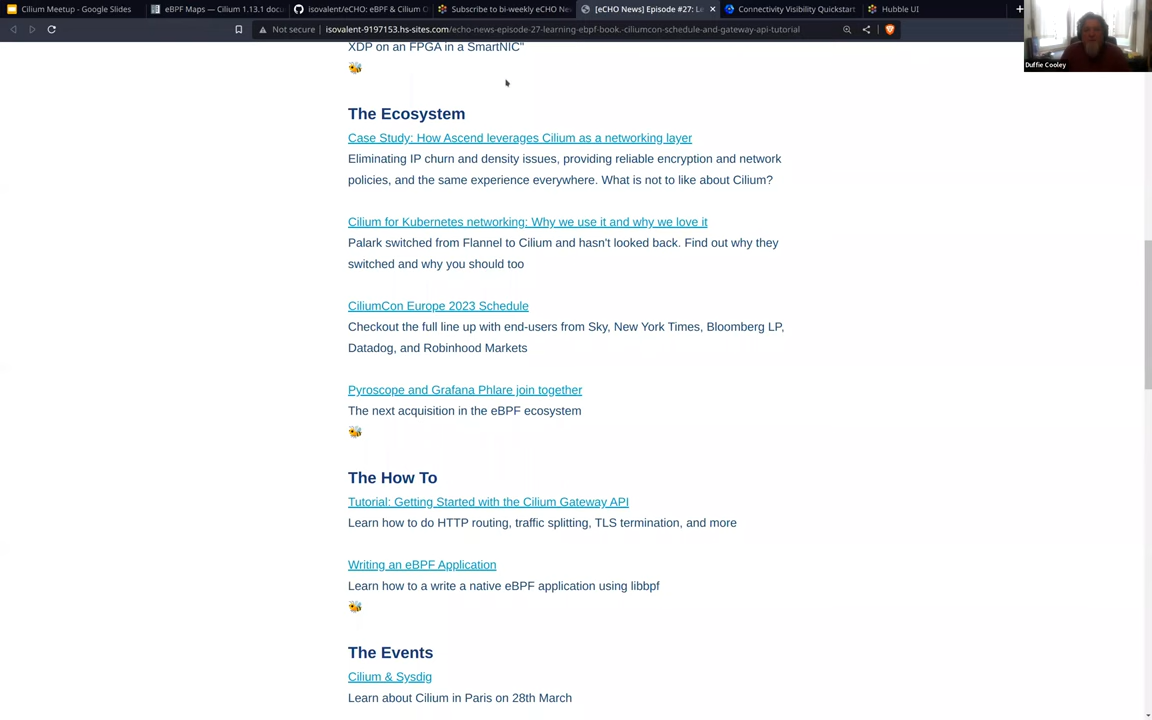 Cilium Meetup - Google Slides
eBPF Maps — Cilium 1.13.1 docu
isovalent/eCHO: eBPF & Cilium O
Subscribe to bi-weekly eCHO Ne
[eCHO News] Episode #27: Le
Connectivity Visibility Quickstart
Hubble UI
Not secure
isovalent-9197153.hs-sites.com/echo-news-episode-27-learning-ebpf-book.-ciliumcon-schedule-and-gateway-api-tutorial
Duffie Cooley
XDP on an FPGA in a SmartNIC"
The Ecosystem
Case Study: How Ascend leverages Cilium as a networking layer
Eliminating IP churn and density issues, providing reliable encryption and network
policies, and the same experience everywhere. What is not to like about Cilium?
Cilium for Kubernetes networking: Why we use it and why we love it
Palark switched from Flannel to Cilium and hasn't looked back. Find out why they
switched and why you should too
CiliumCon Europe 2023 Schedule
Checkout the full line up with end-users from Sky, New York Times, Bloomberg LP,
Datadog, and Robinhood Markets
Pyroscope and Grafana Phlare join together
The next acquisition in the eBPF ecosystem
The How To
Tutorial: Getting Started with the Cilium Gateway API
Learn how to do HTTP routing, traffic splitting, TLS termination, and more
Writing an eBPF Application
Learn how to a write a native eBPF application using libbpf
The Events
Cilium & Sysdig
Learn about Cilium in Paris on 28th March